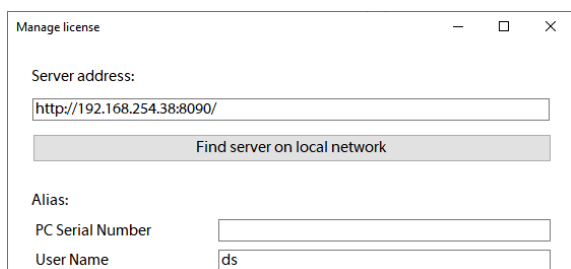 Manage license
Server address:
http://192.168.254.38:8090/
Find server on local network
Alias:
PC Serial Number
User Name ds